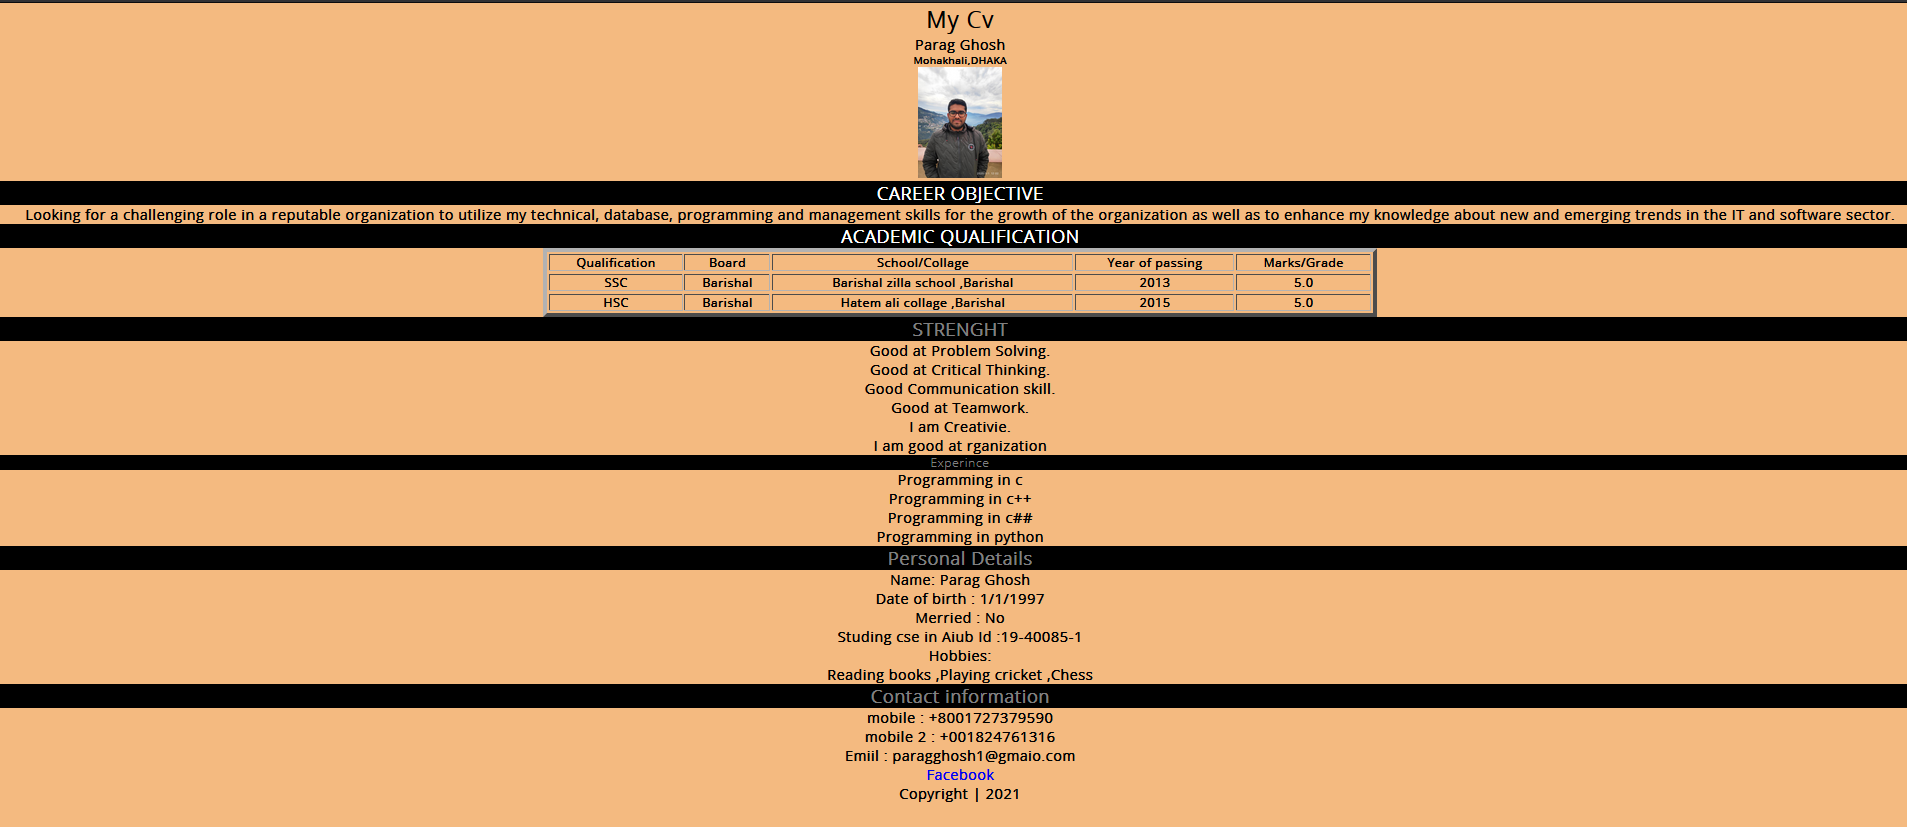 My Cv
Parag Ghosh
Mohakhali,DHAKA
CAREER OBJECTIVE
Looking for a challenging role in a reputable organization to utilize my technical, database, programming and management skills for the growth of the organization as well as to enhance my knowledge about new and emerging trends in the IT and software sector.
ACADEMIC QUALIFICATION
Qualification Board School/Collage Year of passing Marks/Grade
SSC Barishal Barishal zilla school ,Barishal 2013 5.0
HSC Barishal Hatem ali collage ,Barishal 2015 5.0
STRENGHT
Good at Problem Solving.
Good at Critical Thinking.
Good Communication skill.
Good at Teamwork.
I am Creativie.
I am good at rganization
Experince
Programming in c
Programming in c++
Programming in c##
Programming in python
Personal Details
Name: Parag Ghosh
Date of birth : 1/1/1997
Merried : No
Studing cse in Aiub Id :19-40085-1
Hobbies:
Reading books ,Playing cricket ,Chess
Contact information
mobile : +8001727379590
mobile 2 : +001824761316
Emiil : paragghosh1@gmaio.com
Facebook
Copyright | 2021